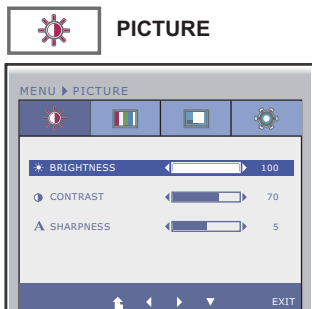 PICTURE
MENU PICTURE
BRIGHTNESS 100
CONTRAST 70
A SHARPNESS 5
EXIT